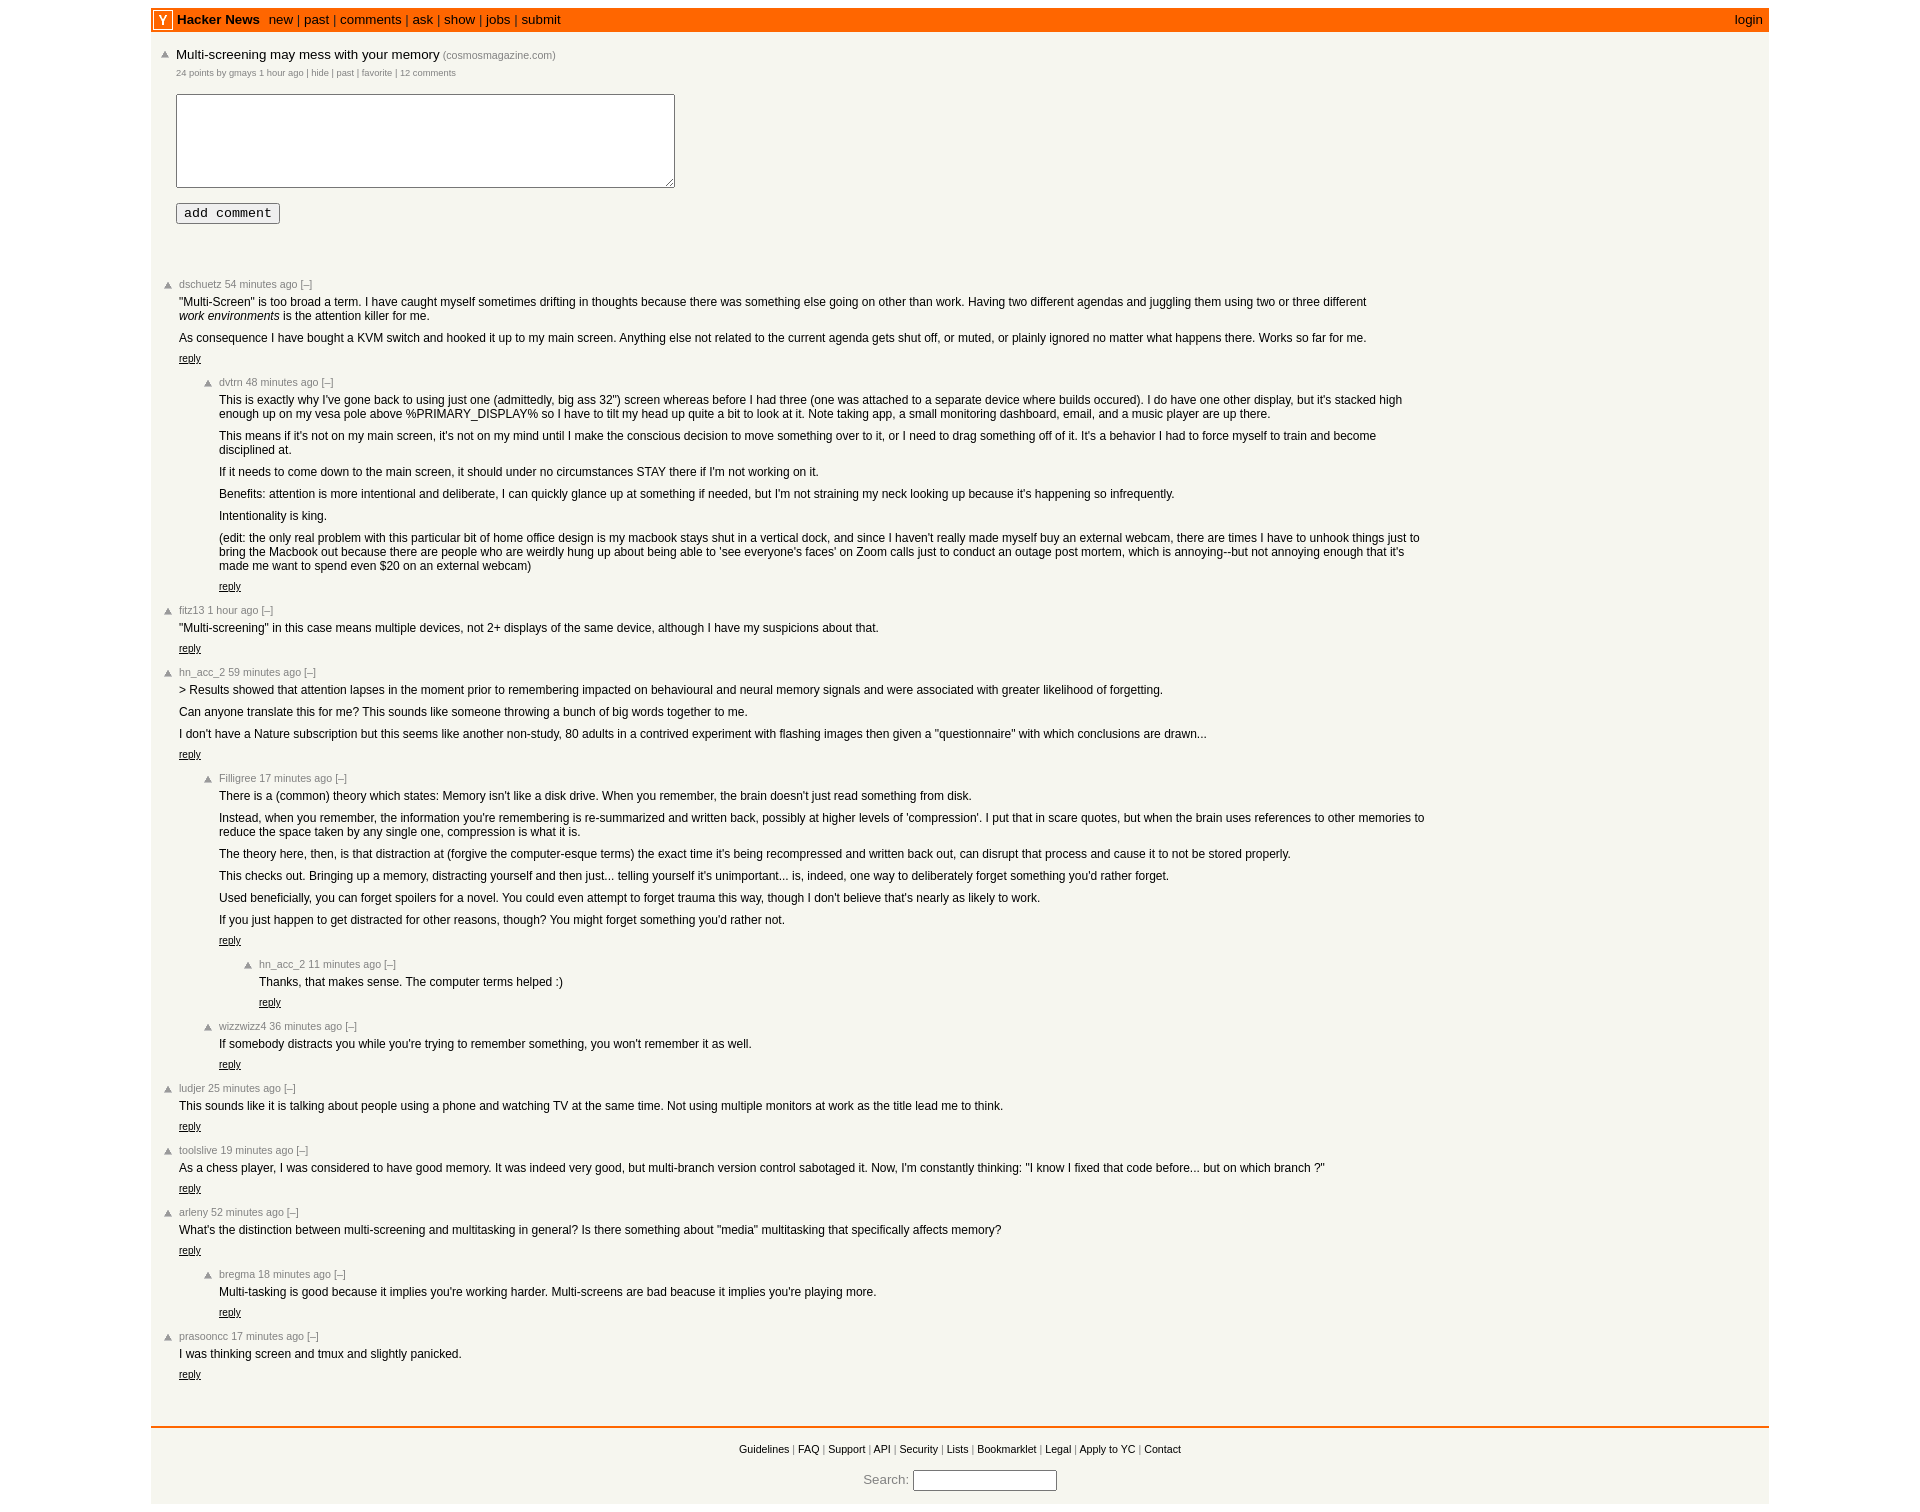 Y Hacker News new | past | comments | ask | show | jobs | submit login
Multi-screening may mess with your memory (cosmosmagazine.com)
24 points by gmays 1 hour ago | hide | past | favorite | 12 comments
add comment
dschuetz 54 minutes ago [–]
"Multi-Screen" is too broad a term. I have caught myself sometimes drifting in thoughts because there was something else going on other than work. Having two different agendas and juggling them using two or three different
work environments is the attention killer for me.
As consequence I have bought a KVM switch and hooked it up to my main screen. Anything else not related to the current agenda gets shut off, or muted, or plainly ignored no matter what happens there. Works so far for me.
reply
dvtrn 48 minutes ago [–]
This is exactly why I've gone back to using just one (admittedly, big ass 32") screen whereas before I had three (one was attached to a separate device where builds occured). I do have one other display, but it's stacked high
enough up on my vesa pole above %PRIMARY_DISPLAY% so I have to tilt my head up quite a bit to look at it. Note taking app, a small monitoring dashboard, email, and a music player are up there.
This means if it's not on my main screen, it's not on my mind until I make the conscious decision to move something over to it, or I need to drag something off of it. It's a behavior I had to force myself to train and become
disciplined at.
If it needs to come down to the main screen, it should under no circumstances STAY there if I'm not working on it.
Benefits: attention is more intentional and deliberate, I can quickly glance up at something if needed, but I'm not straining my neck looking up because it's happening so infrequently.
Intentionality is king.
(edit: the only real problem with this particular bit of home office design is my macbook stays shut in a vertical dock, and since I haven't really made myself buy an external webcam, there are times I have to unhook things just to
bring the Macbook out because there are people who are weirdly hung up about being able to 'see everyone's faces' on Zoom calls just to conduct an outage post mortem, which is annoying--but not annoying enough that it's
made me want to spend even $20 on an external webcam)
reply
fitz13 1 hour ago [–]
"Multi-screening" in this case means multiple devices, not 2+ displays of the same device, although I have my suspicions about that.
reply
hn_acc_2 59 minutes ago [–]
> Results showed that attention lapses in the moment prior to remembering impacted on behavioural and neural memory signals and were associated with greater likelihood of forgetting.
Can anyone translate this for me? This sounds like someone throwing a bunch of big words together to me.
I don't have a Nature subscription but this seems like another non-study, 80 adults in a contrived experiment with flashing images then given a "questionnaire" with which conclusions are drawn...
reply
Filligree 17 minutes ago [–]
There is a (common) theory which states: Memory isn't like a disk drive. When you remember, the brain doesn't just read something from disk.
Instead, when you remember, the information you're remembering is re-summarized and written back, possibly at higher levels of 'compression'. I put that in scare quotes, but when the brain uses references to other memories to
reduce the space taken by any single one, compression is what it is.
The theory here, then, is that distraction at (forgive the computer-esque terms) the exact time it's being recompressed and written back out, can disrupt that process and cause it to not be stored properly.
This checks out. Bringing up a memory, distracting yourself and then just... telling yourself it's unimportant... is, indeed, one way to deliberately forget something you'd rather forget.
Used beneficially, you can forget spoilers for a novel. You could even attempt to forget trauma this way, though I don't believe that's nearly as likely to work.
If you just happen to get distracted for other reasons, though? You might forget something you'd rather not.
reply
hn_acc_2 11 minutes ago [–]
Thanks, that makes sense. The computer terms helped :)
reply
wizzwizz4 36 minutes ago [–]
If somebody distracts you while you're trying to remember something, you won't remember it as well.
reply
ludjer 25 minutes ago [–]
This sounds like it is talking about people using a phone and watching TV at the same time. Not using multiple monitors at work as the title lead me to think.
reply
toolslive 19 minutes ago [–]
As a chess player, I was considered to have good memory. It was indeed very good, but multi-branch version control sabotaged it. Now, I'm constantly thinking: "I know I fixed that code before... but on which branch ?"
reply
arleny 52 minutes ago [–]
What's the distinction between multi-screening and multitasking in general? Is there something about "media" multitasking that specifically affects memory?
reply
bregma 18 minutes ago [–]
Multi-tasking is good because it implies you're working harder. Multi-screens are bad beacuse it implies you're playing more.
reply
prasooncc 17 minutes ago [–]
I was thinking screen and tmux and slightly panicked.
reply
Guidelines | FAQ | Support | API | Security | Lists | Bookmarklet | Legal | Apply to YC | Contact
Search: